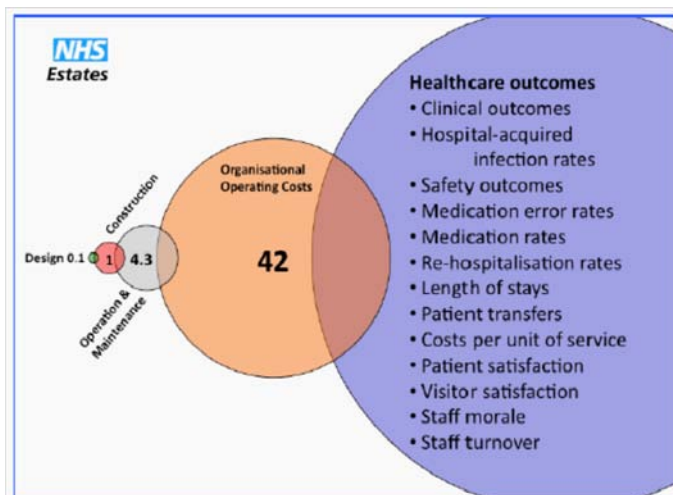 NHS
Estates
Healthcare outcomes
• Clinical outcomes
• Hospital-acquired
infection rates
• Safety outcomes
• Medication error rates
• Medication rates
• Re-hospitalisation rates
• Length of stays
• Patient transfers
• Costs per unit of service
• Patient satisfaction
• Visitor satisfaction
• Staff morale
• Staff turnover
Organisational
Operating Costs
42
Construction
Design 0.1
1
4.3
Operation &
Maintenance